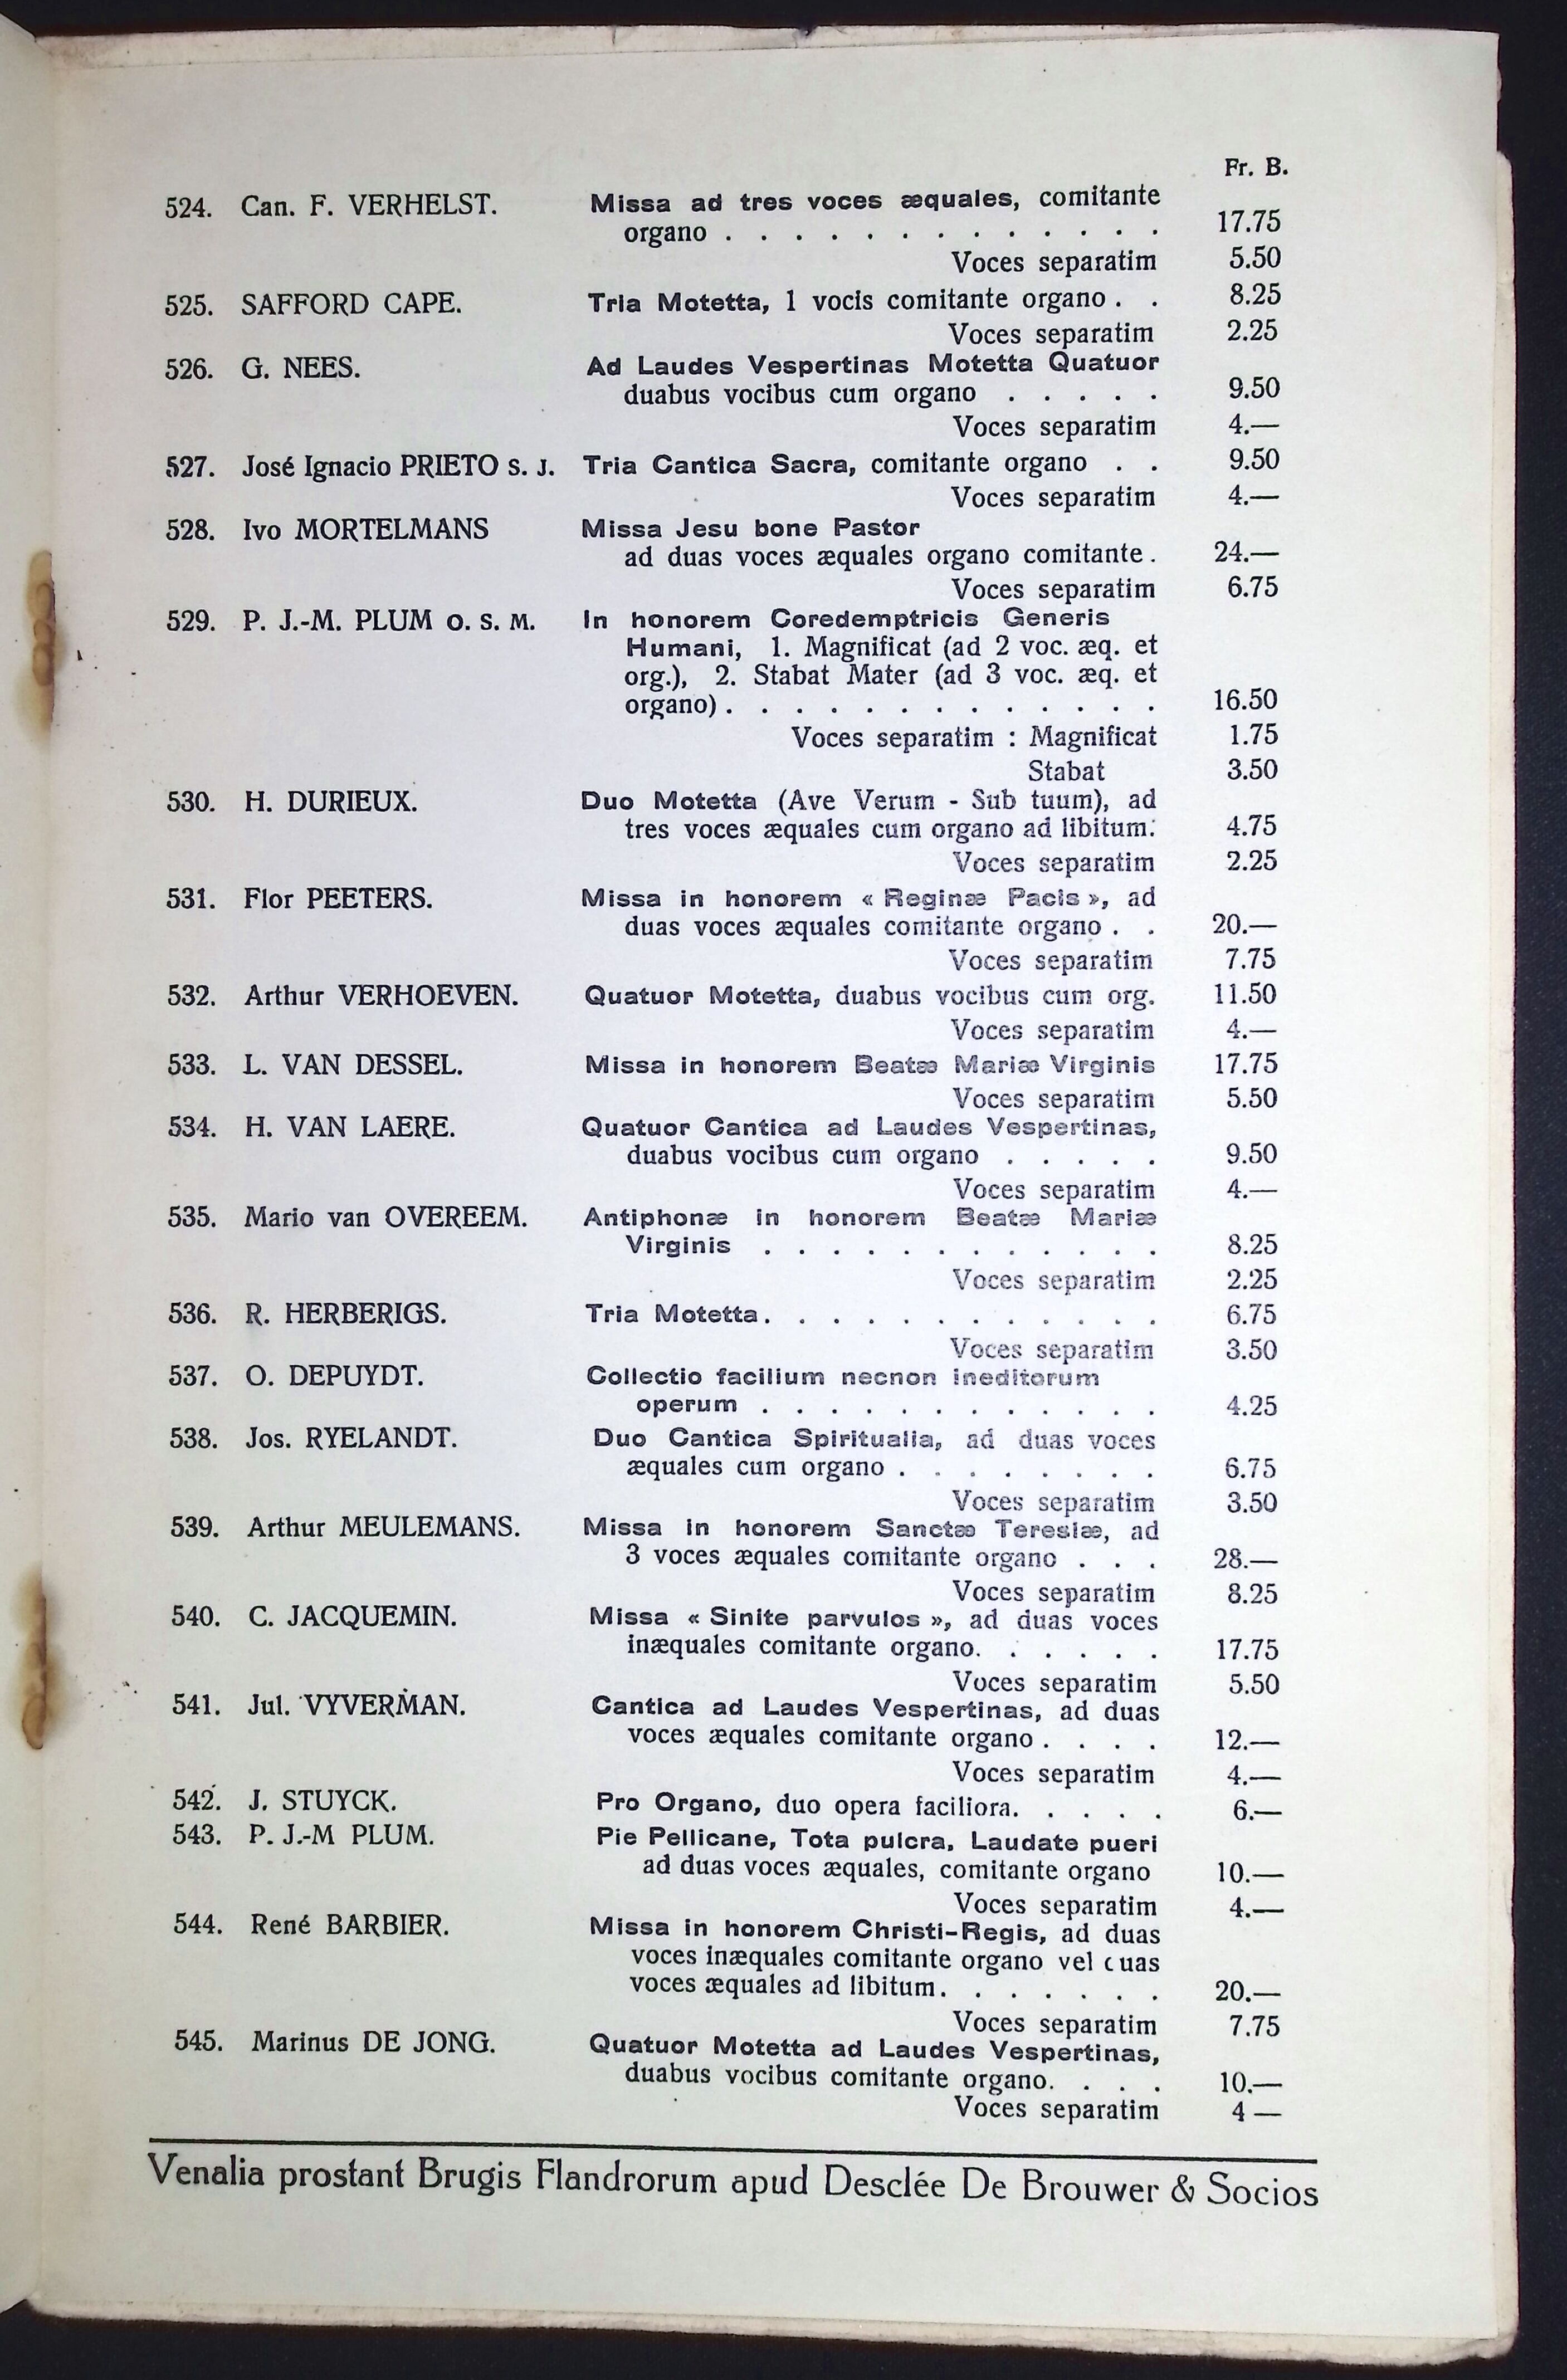 Fr. B.
524. Can. F. VERHELST. Missa ad tres voces æquales, comitante
organo . . . . . . . . . . . . . 17.75
Voces separatim 5.50
525. SAFFORD CAPE. Tria Motetta, 1 vocis comitante organo . . 8.25
Voces separatim 2.25
526. G. NEES. Ad Laudes Vespertinas Motetta Quatuor
duabus vocibus cum organo . . . . . 9.50
Voces separatim 4.—
527. José Ignacio PRIETO S. J. Tria Cantica Sacra, comitante organo . . 9.50
Voces separatim 4.—
528. Ivo MORTELMANS Missa Jesu bone Pastor
ad duas voces æquales organo comitante . 24.—
Voces separatim 6.75
529. P. J.-M. PLUM O. S. M. In honorem Coredemptricis Generis
Humani, 1. Magnificat (ad 2 voc. æq. et
org.), 2. Stabat Mater (ad 3 voc. æq. et
organo) . . . . . . . . . . . . . 16.50
Voces separatim : Magnificat 1.75
Stabat 3.50
530. H. DURIEUX. Duo Motetta (Ave Verum - Sub tuum), ad
tres voces æquales cum organo ad libitum. 4.75
Voces separatim 2.25
531. Flor PEETERS. Missa in honorem « Reginæ Pacis », ad
duas voces æquales comitante organo . . 20.—
Voces separatim 7.75
532. Arthur VERHOEVEN. Quatuor Motetta, duabus vocibus cum org. 11.50
Voces separatim 4.—
533. L. VAN DESSEL. Missa in honorem Beatæ Mariæ Virginis 17.75
Voces separatim 5.50
534. H. VAN LAERE. Quatuor Cantica ad Laudes Vespertinas,
duabus vocibus cum organo . . . . . 9.50
Voces separatim 4.—
535. Mario van OVEREEM. Antiphonæ in honorem Beatæ Mariæ
Virginis . . . . . . . . . . . . 8.25
Voces separatim 2.25
536. R. HERBERIGS. Tria Motetta. . . . . . . . . . . . 6.75
Voces separatim 3.50
537. O. DEPUYDT. Collectio facilium necnon ineditorum
operum . . . . . . . . . . . . 4.25
538. Jos. RYELANDT. Duo Cantica Spiritualia, ad duas voces
æquales cum organo . . . . . . . . 6.75
Voces separatim 3.50
539. Arthur MEULEMANS. Missa in honorem Sanctæ Teresiæ, ad
3 voces æquales comitante organo . . . 28.—
Voces separatim 8.25
540. C. JACQUEMIN. Missa « Sinite parvulos », ad duas voces
inæquales comitante organo. . . . . . 17.75
Voces separatim 5.50
541. Jul. VYVERMAN. Cantica ad Laudes Vespertinas, ad duas
voces æquales comitante organo . . . . 12.—
Voces separatim 4.—
542. J. STUYCK. Pro Organo, duo opera faciliora. . . . . 6.—
543. P. J.-M PLUM. Pie Pellicane, Tota pulcra, Laudate pueri
ad duas voces æquales, comitante organo 10.—
Voces separatim 4.—
544. René BARBIER. Missa in honorem Christi-Regis, ad duas
voces inæquales comitante organo vel cuas
voces æquales ad libitum. . . . . . . 20.—
Voces separatim 7.75
545. Marinus DE JONG. Quatuor Motetta ad Laudes Vespertinas,
duabus vocibus comitante organo. . . . 10.—
Voces separatim 4 —
Venalia prostant Brugis Flandrorum apud Desclée De Brouwer & Socios